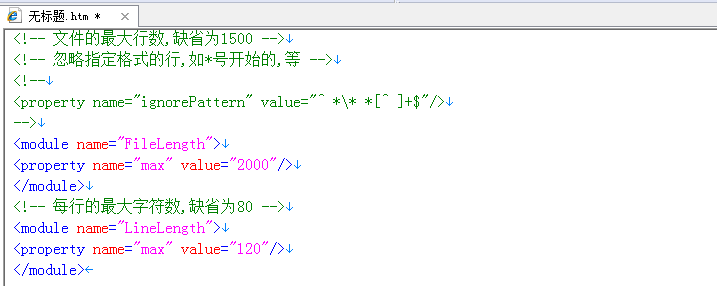 无标题.htm *
<!-- 文件的最大行数,缺省为1500 -->↓
<!-- 忽略指定格式的行,如*号开始的,等 -->↓
<!--↓
<property name="ignorePattern" value="^ *\* *[^ ]+$"/>↓
-->↓
<module name="FileLength">↓
<property name="max" value="2000"/>↓
</module>↓
<!-- 每行的最大字符数,缺省为80 -->↓
<module name="LineLength">↓
<property name="max" value="120"/>↓
</module>←